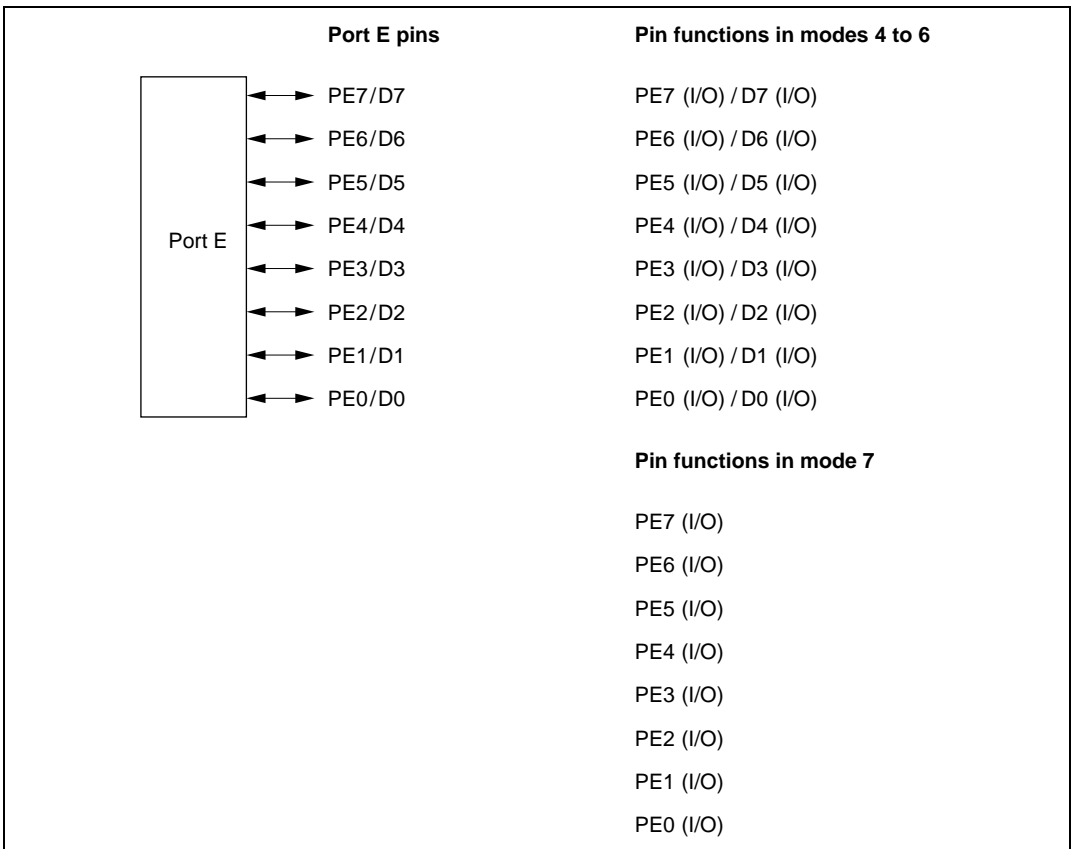 Port E pins Pin functions in modes 4 to 6
PE7/D7 PE7 (I/O) / D7 (I/O)
PE6/D6 PE6 (I/O) / D6 (I/O)
PE5/D5 PE5 (I/O) / D5 (I/O)
PE4/D4 PE4 (I/O) / D4 (I/O)
Port E
PE3/D3 PE3 (I/O) / D3 (I/O)
PE2/D2 PE2 (I/O) / D2 (I/O)
PE1/D1 PE1 (I/O) / D1 (I/O)
PE0/D0 PE0 (I/O) / D0 (I/O)
Pin functions in mode 7
PE7 (I/O)
PE6 (I/O)
PE5 (I/O)
PE4 (I/O)
PE3 (I/O)
PE2 (I/O)
PE1 (I/O)
PE0 (I/O)